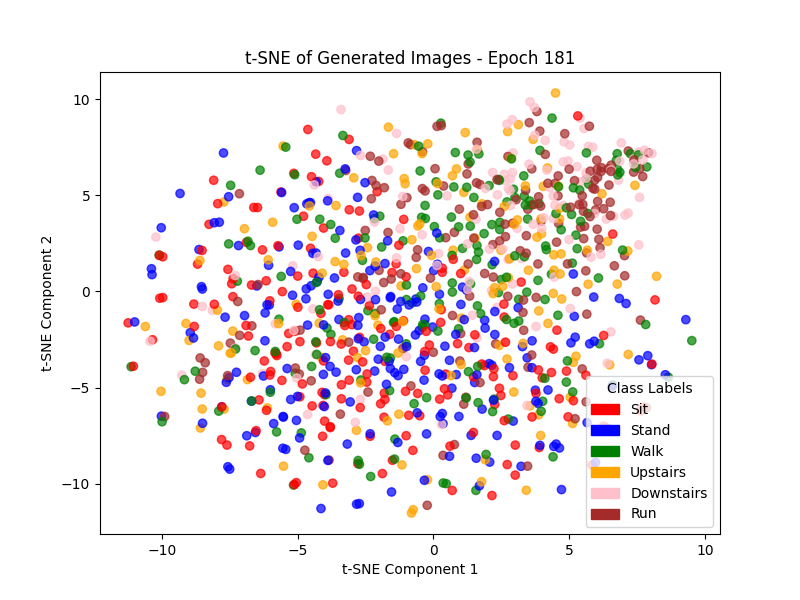 t-SNE of Generated Images - Epoch 181
10
5
0
−5
−10
t-SNE Component 2
−10
−5
0
5
10
t-SNE Component 1
Class Labels
Sit
Stand
Walk
Upstairs
Downstairs
Run